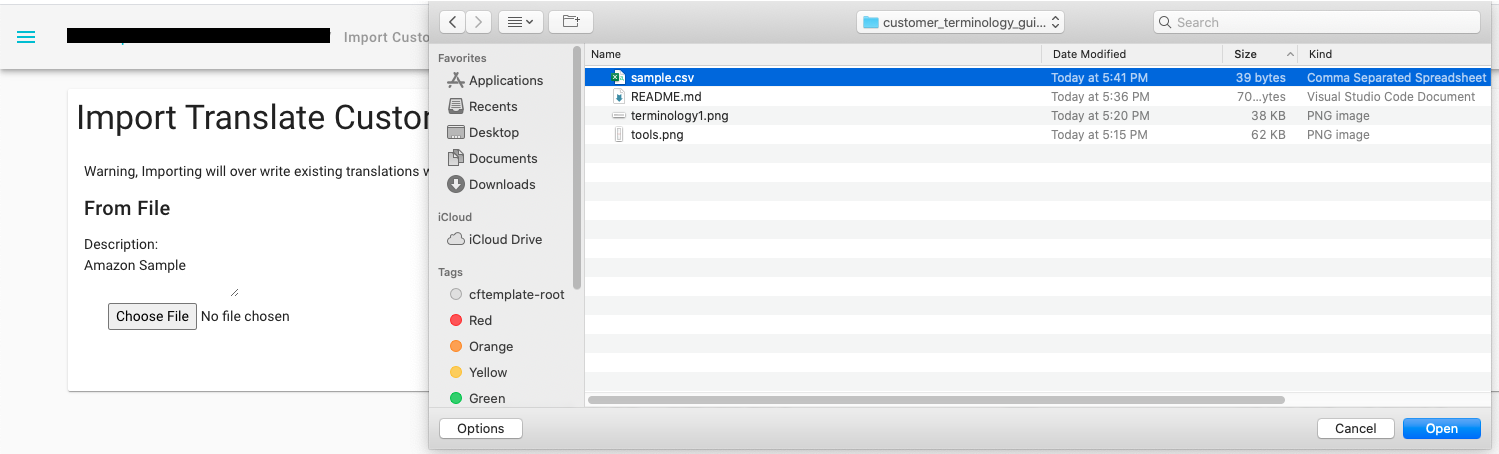 Import Custo
Import Translate Custon
Warning, Importing will over write existing translations w
From File
Description:
Amazon Sample
Choose File No file chosen
customer_terminology_gui...
Search
Favorites
Applications
Recents
Desktop
Documents
Downloads
iCloud
iCloud Drive
Tags
cftemplate-root
Red
Orange
Yellow
Green
Name Date Modified Size Kind
sample.csv Today at 5:41 PM 39 bytes Comma Separated Spreadsheet
README.md Today at 5:36 PM 70...ytes Visual Studio Code Document
terminology1.png Today at 5:20 PM 38 KB PNG image
tools.png Today at 5:15 PM 62 KB PNG image
Options Cancel Open